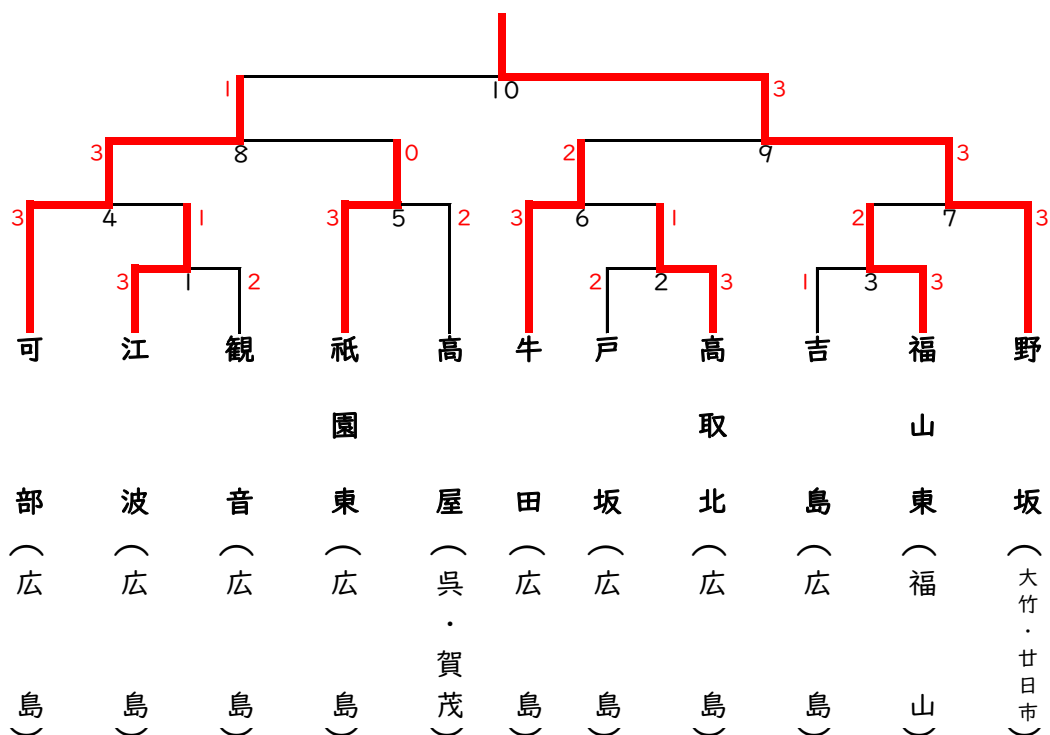 10
1 3
8 9
3 0 2 3
4 5 6 7
3 1 3 2 3 1 2 3
1 2 3
3 2 2 3 1 3
可部（広島）
江波（広島）
観音（広島）
祇園東（広島）
高屋（呉・賀茂）
牛田（広島）
戸坂（広島）
高取北（広島）
吉島（広島）
福山東（福山）
野坂（大竹・廿日市）